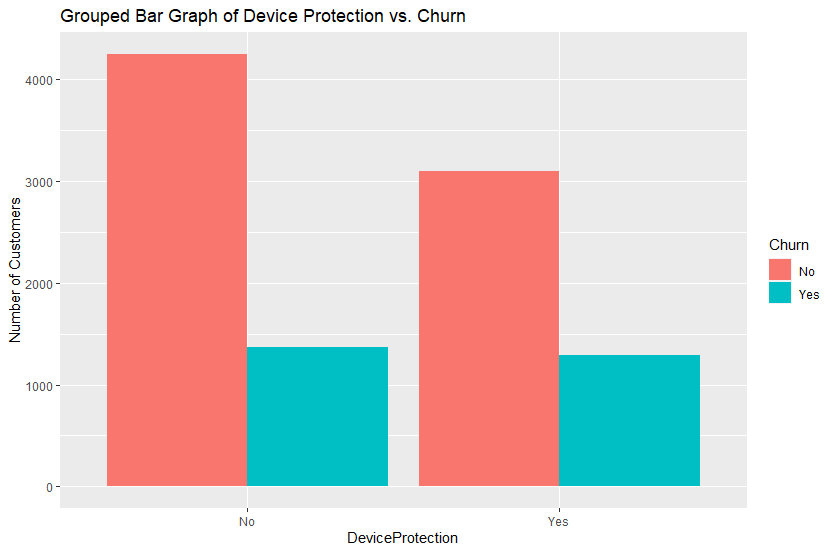 Grouped Bar Graph of Device Protection vs. Churn
Number of Customers
4000
3000
2000
1000
0
No
Yes
DeviceProtection
Churn
No
Yes